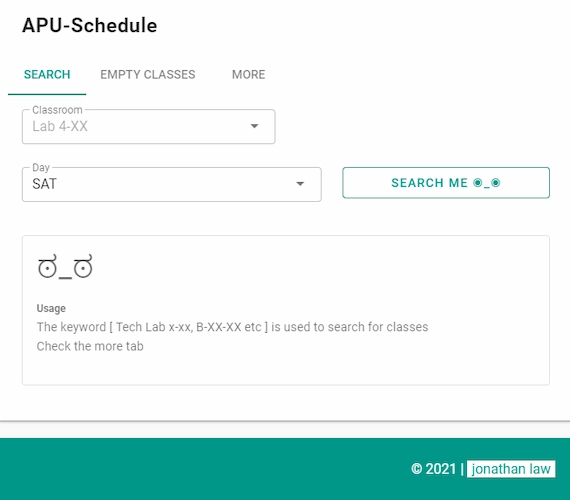 APU-Schedule
SEARCH EMPTY CLASSES MORE
Classroom
Lab 4-XX
Day
SAT
SEARCH ME ◉_◉
ಠ_ಠ
Usage
The keyword [ Tech Lab x-xx, B-XX-XX etc ] is used to search for classes
Check the more tab
© 2021 | jonathan law